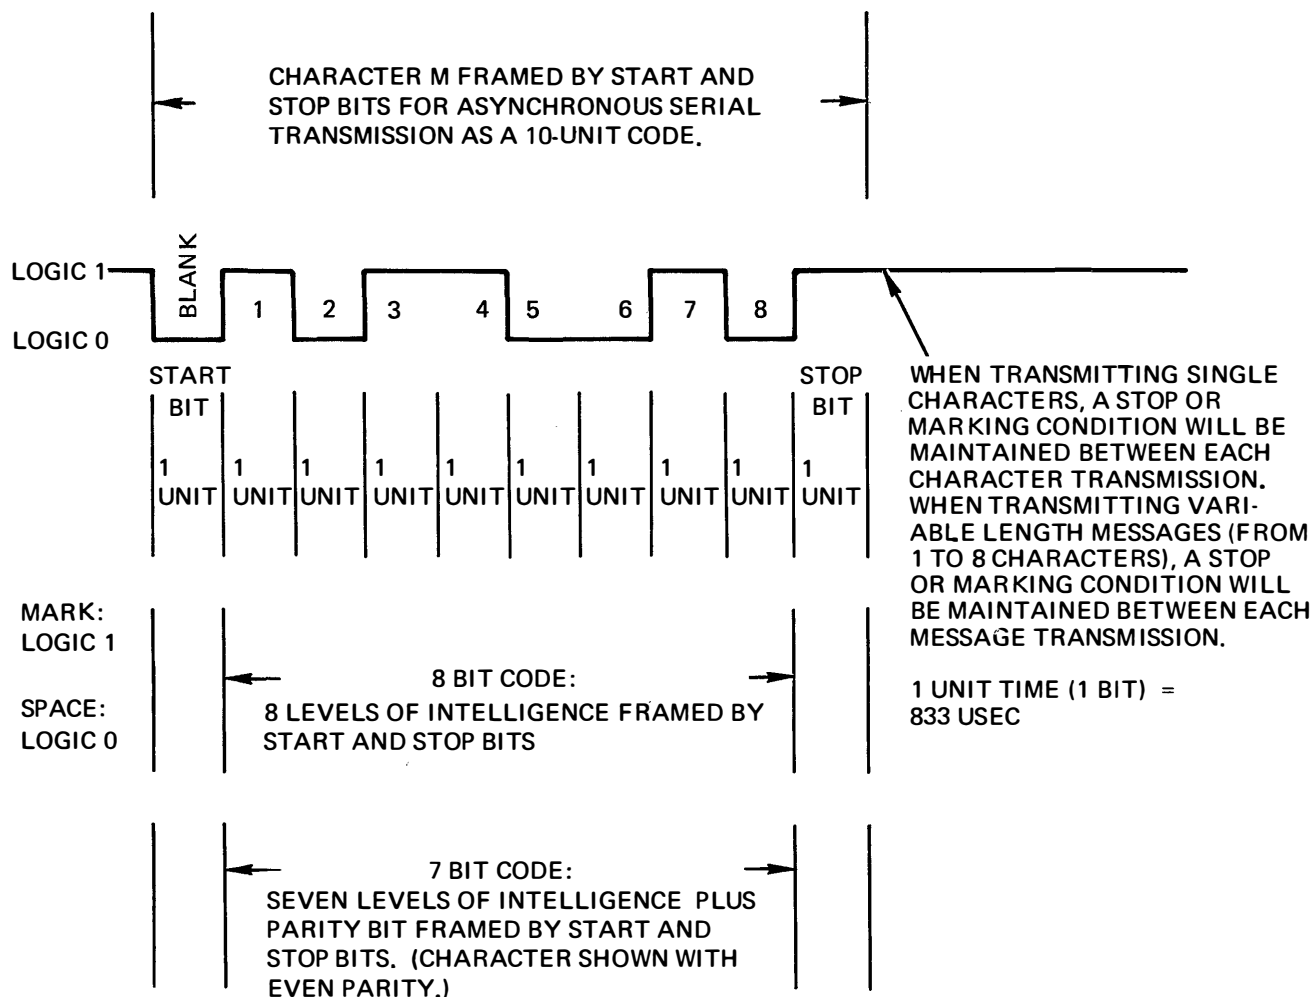 CHARACTER M FRAMED BY START AND
STOP BITS FOR ASYNCHRONOUS SERIAL
TRANSMISSION AS A 10-UNIT CODE.
BLANK
LOGIC 1
1 2 3 4 5 6 7 8
LOGIC 0
START
BIT
STOP
BIT
1 1 1 1 1 1 1 1 1 1
UNIT UNIT UNIT UNIT UNIT UNIT UNIT UNIT UNIT UNIT
WHEN TRANSMITTING SINGLE
CHARACTERS, A STOP OR
MARKING CONDITION WILL BE
MAINTAINED BETWEEN EACH
CHARACTER TRANSMISSION.
WHEN TRANSMITTING VARI-
ABLE LENGTH MESSAGES (FROM
1 TO 8 CHARACTERS), A STOP
OR MARKING CONDITION WILL
BE MAINTAINED BETWEEN EACH
MESSAGE TRANSMISSION.
1 UNIT TIME (1 BIT) =
833 USEC
MARK:
LOGIC 1
SPACE:
LOGIC 0
8 BIT CODE:
8 LEVELS OF INTELLIGENCE FRAMED BY
START AND STOP BITS
7 BIT CODE:
SEVEN LEVELS OF INTELLIGENCE PLUS
PARITY BIT FRAMED BY START AND
STOP BITS. (CHARACTER SHOWN WITH
EVEN PARITY.)